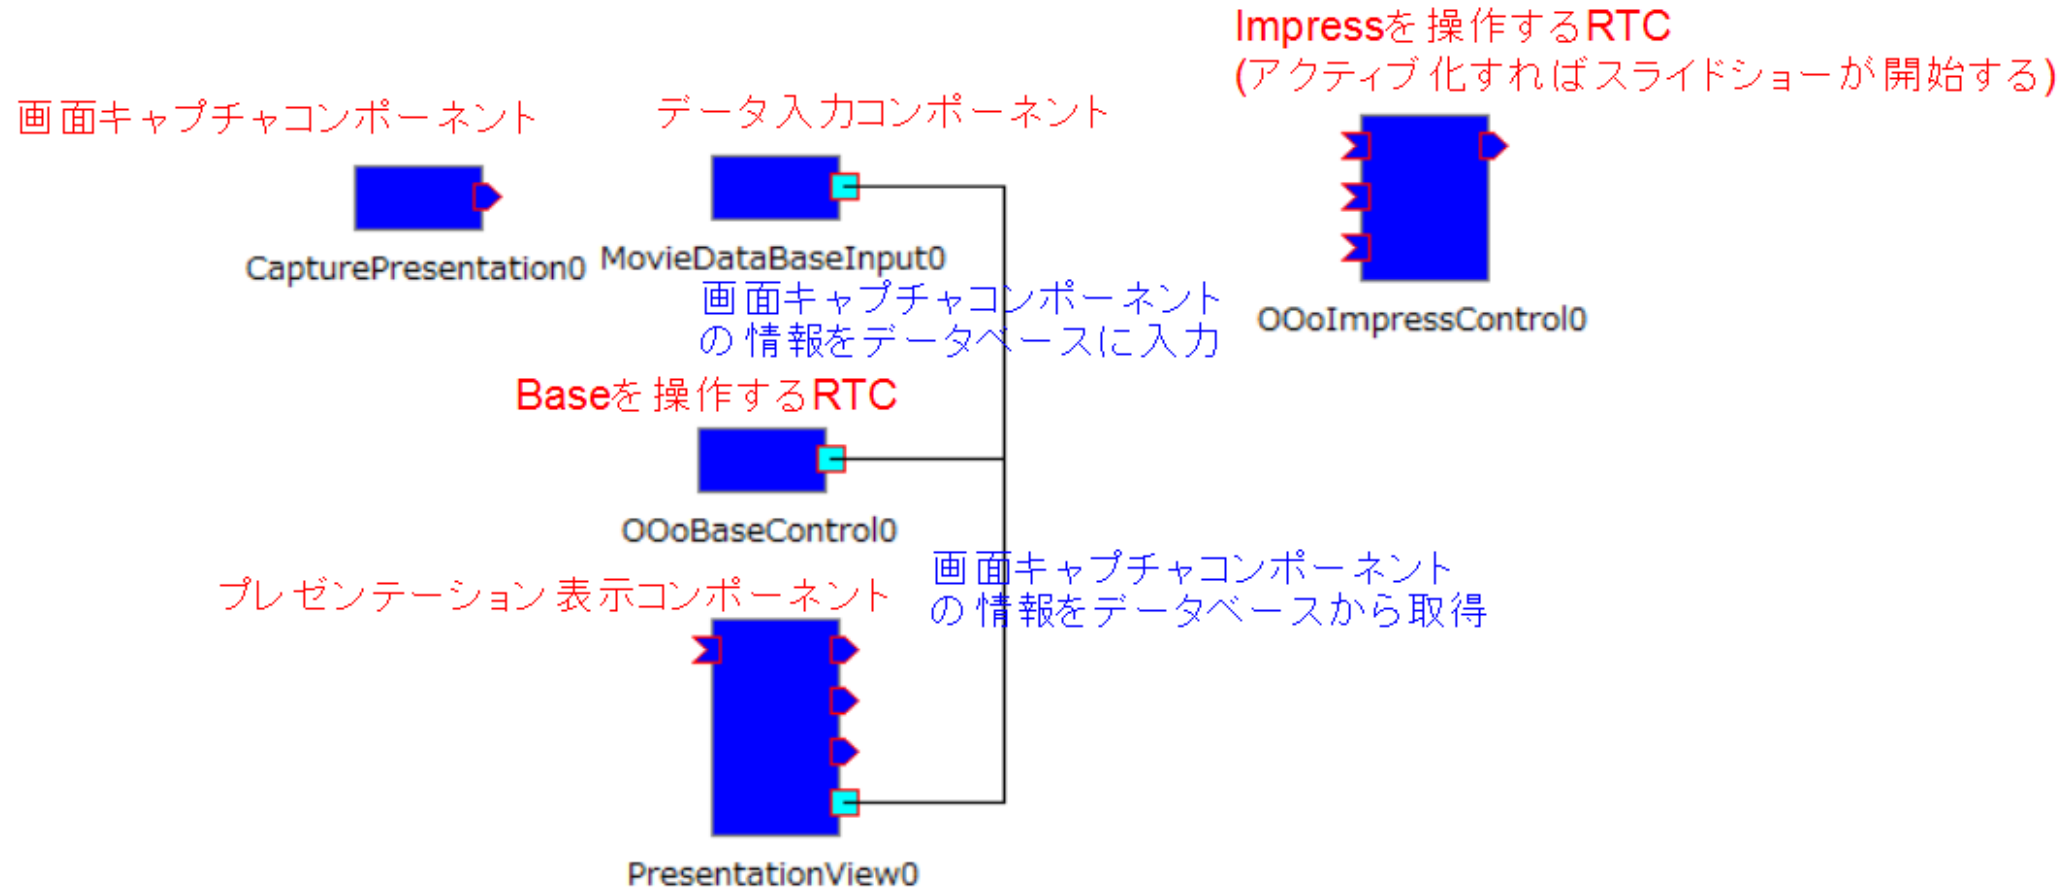 Impressを操作するRTC
(アクティブ化すればスライドショーが開始する)
画面キャプチャコンポーネント
データ入力コンポーネント
CapturePresentation0
MovieDataBaseInput0
OOoImpressControl0
画面キャプチャコンポーネント
の情報をデータベースに入力
Baseを操作するRTC
OOoBaseControl0
画面キャプチャコンポーネント
の情報をデータベースから取得
プレゼンテーション表示コンポーネント
PresentationView0